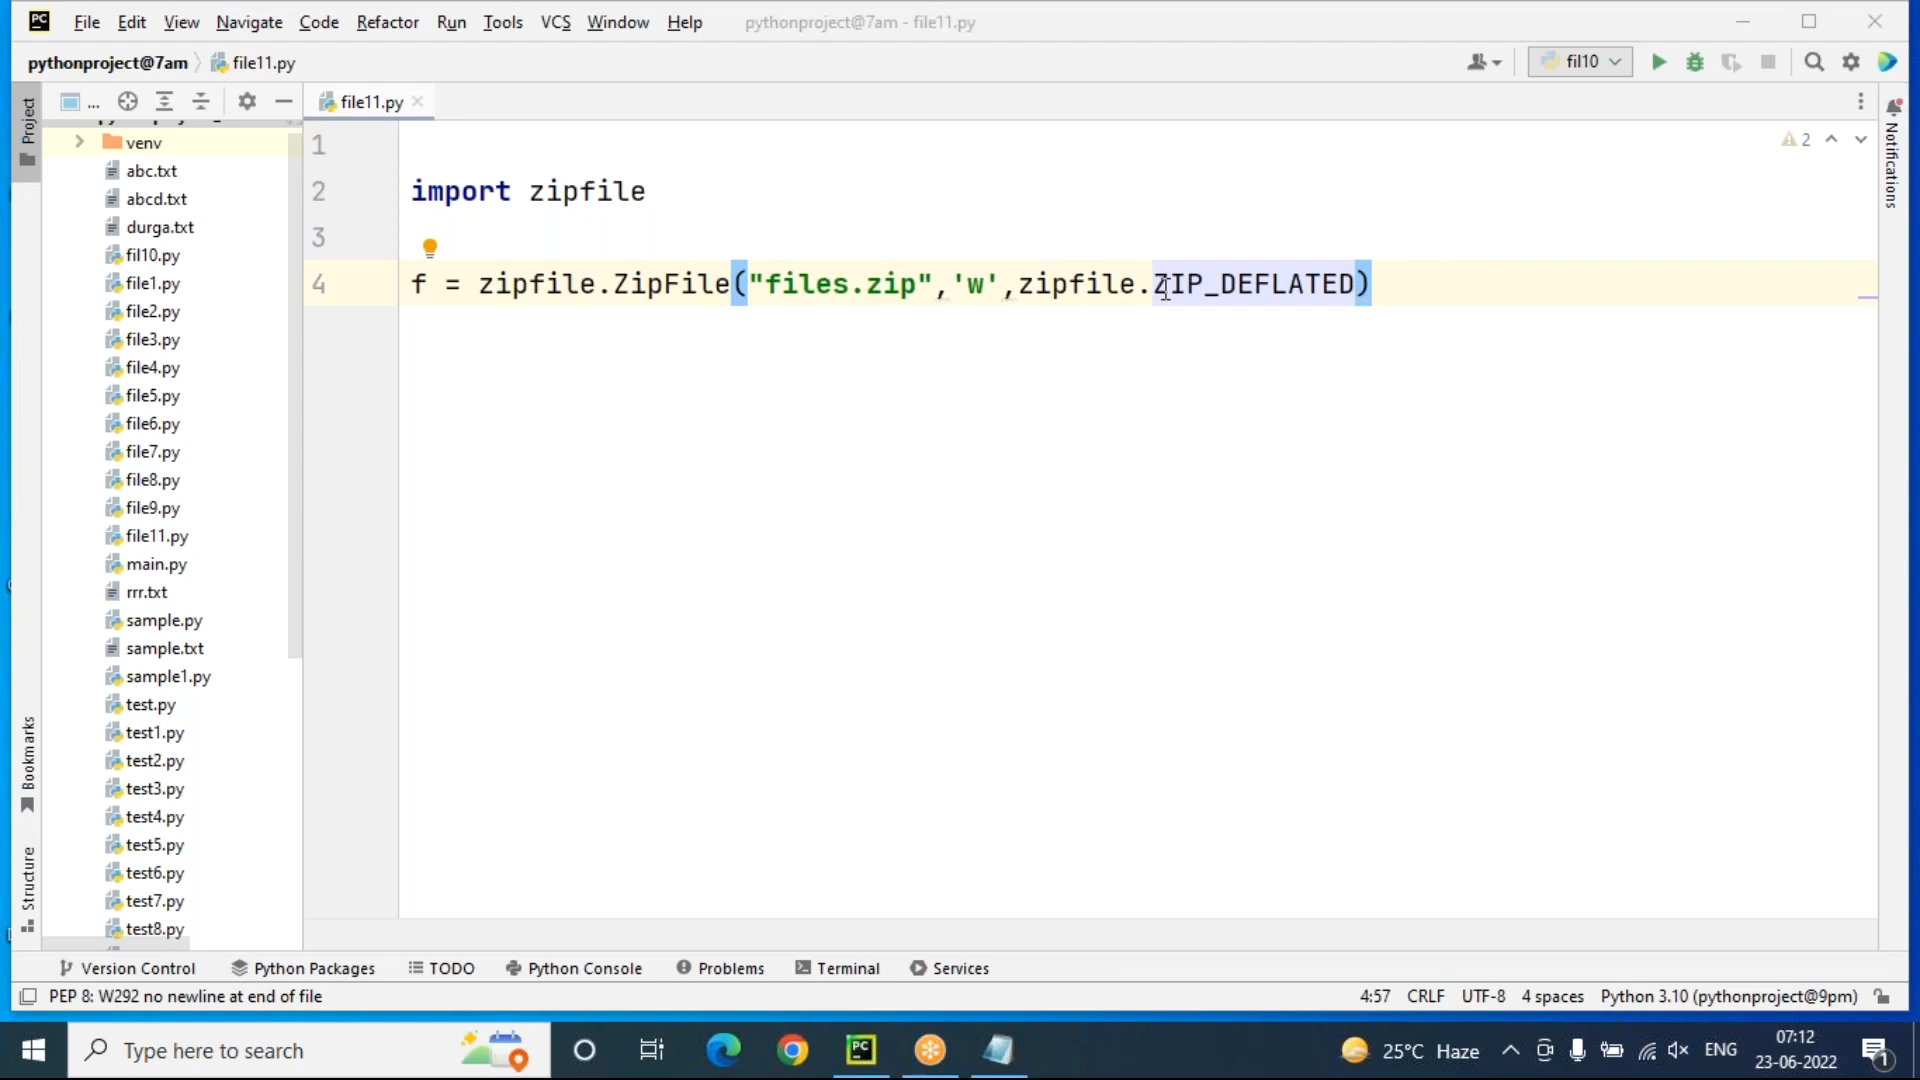 PC File Edit View Navigate Code Refactor Run Tools VCS Window Help pythonproject@7am - file11.py
pythonproject@7am file11.py fil10
Project
... file11.py
venv
abc.txt
abcd.txt
durga.txt
fil10.py
file1.py
file2.py
file3.py
file4.py
file5.py
file6.py
file7.py
file8.py
file9.py
file11.py
main.py
rrr.txt
sample.py
sample.txt
sample1.py
test.py
test1.py
test2.py
test3.py
test4.py
test5.py
test6.py
test7.py
test8.py
Bookmarks
Structure
1
2 import zipfile
3
4 f = zipfile.ZipFile("files.zip",'w',zipfile.ZIP_DEFLATED)
2
Notifications
Version Control Python Packages TODO Python Console Problems Terminal Services
PEP 8: W292 no newline at end of file 4:57 CRLF UTF-8 4 spaces Python 3.10 (pythonproject@9pm)
Type here to search PC 25°C Haze ENG 07:12
23-06-2022 1